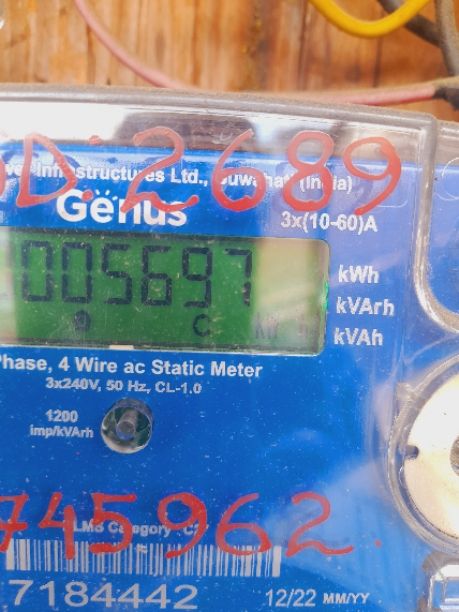 D: 2689
Infrastructures Ltd., Guwahati (India)
Genus
3x(10-60)A
005697
kWh
kVArh
kVAh
C
Phase, 4 Wire ac Static Meter
3x240V, 50 Hz, CL-1.0
1200
imp/kVArh
745962
Category
7184442
12/22 MM/YY